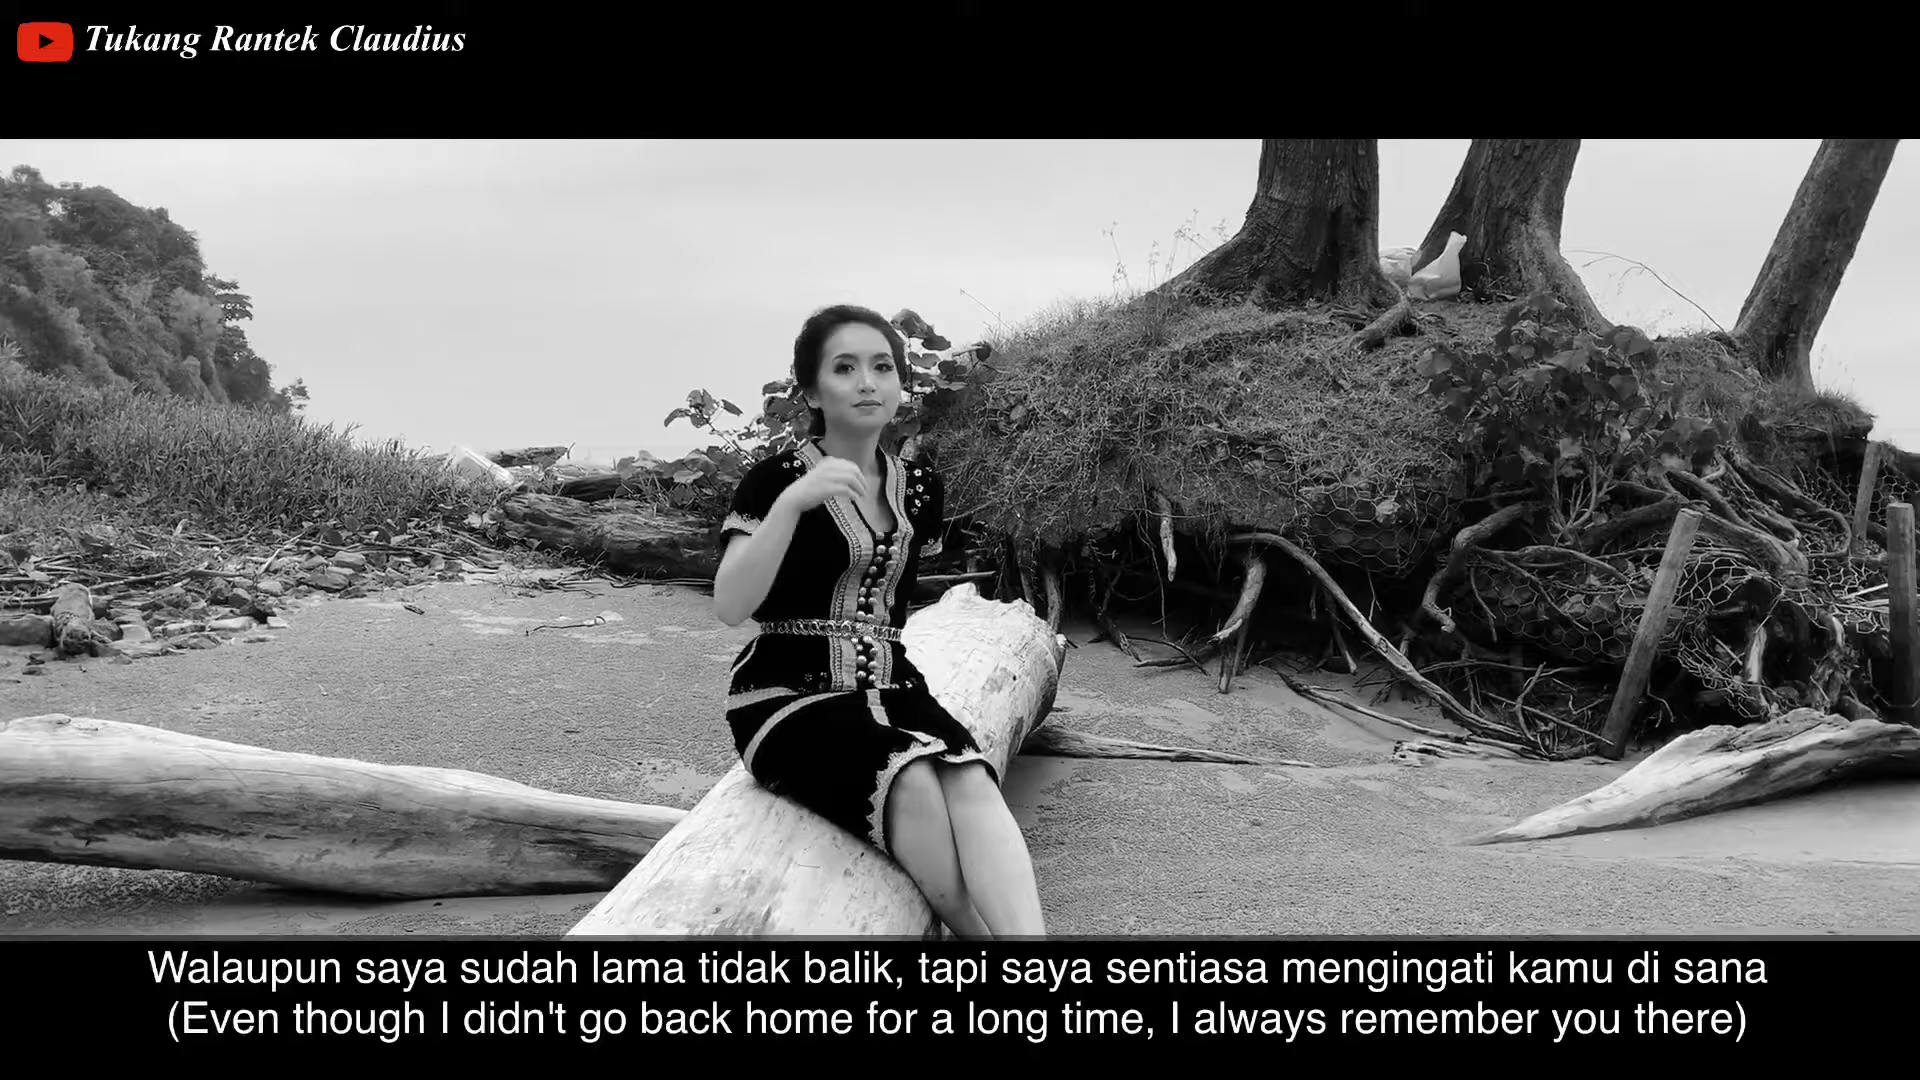 Tukang Rantek Claudius
Walaupun saya sudah lama tidak balik, tapi saya sentiasa mengingati kamu di sana
(Even though I didn't go back home for a long time, I always remember you there)